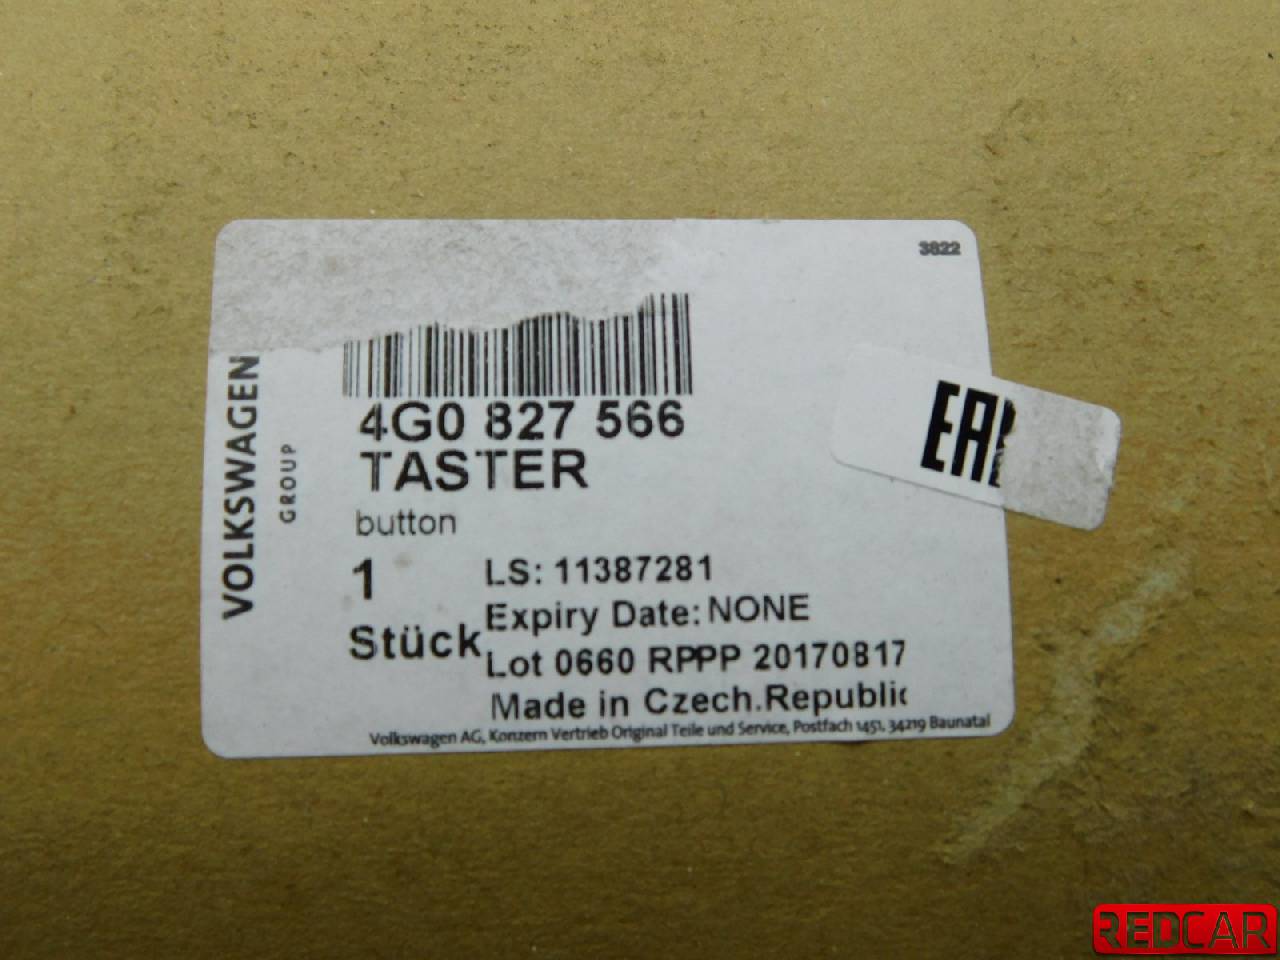 3822
VOLKSWAGEN
GROUP
4G0 827 566
TASTER
button
1
Stück
LS: 11387281
Expiry Date: NONE
Lot 0660 RPPP 20170817
Made in Czech.Republic
Volkswagen AG, Konzern Vertrieb Original Teile und Service, Postfach 1451, 34219 Baunatal
EAC
REDCAR